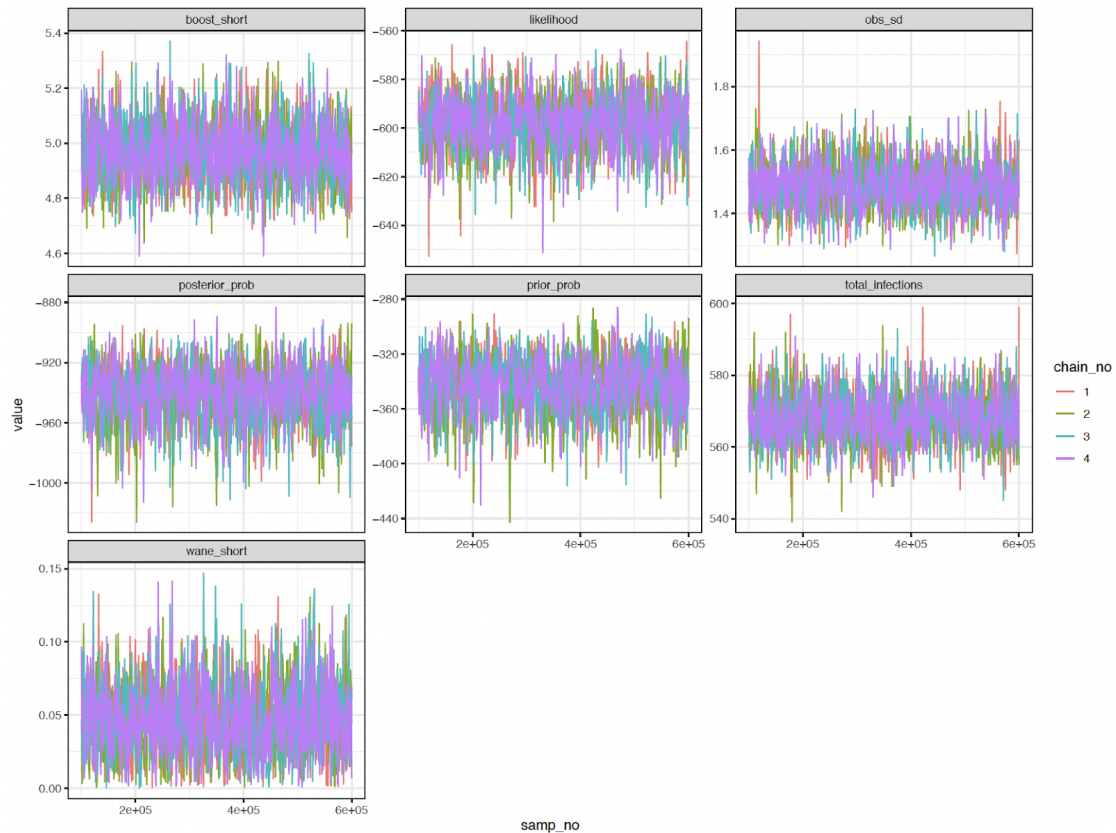 boost_short
likelihood
obs_sd
5.4
5.2
5.0
4.8
4.6
−560
−580
−600
−620
−640
1.8
1.6
1.4
posterior_prob
prior_prob
total_infections
−880
−920
−960
−1000
−280
−320
−360
−400
−440
600
580
560
540
2e+05
4e+05
6e+05
2e+05
4e+05
6e+05
wane_short
0.15
0.10
0.05
0.00
2e+05
4e+05
6e+05
value
samp_no
chain_no
1
2
3
4